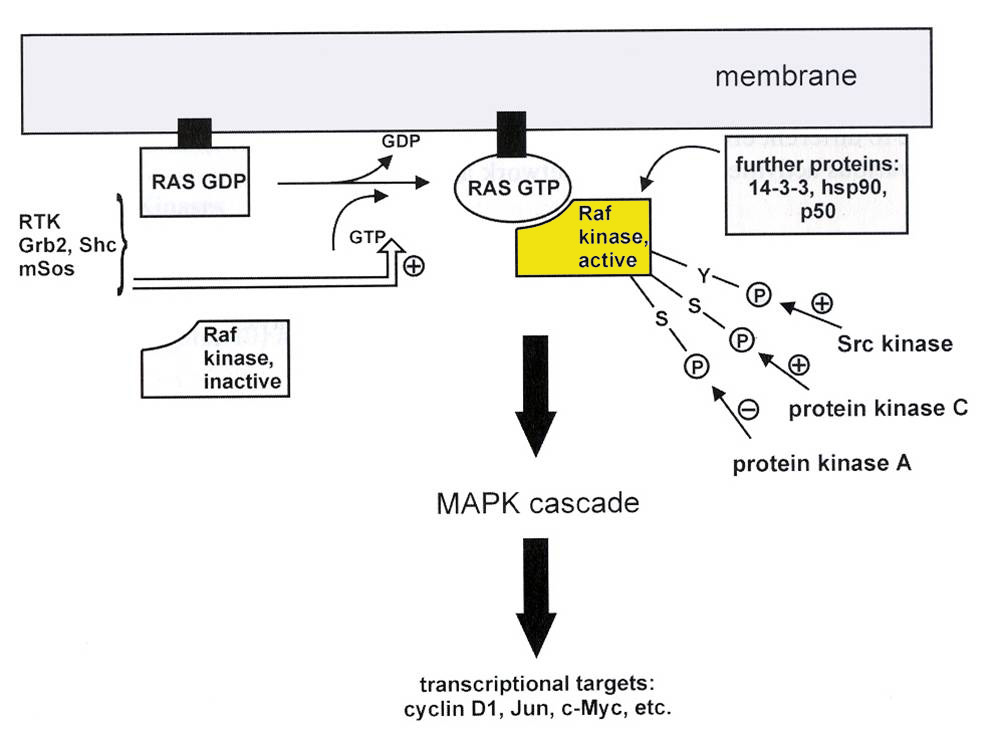 membrane
GDP
RAS GDP
RAS GTP
further proteins:
14-3-3, hsp90,
p50
RTK
Grb2, Shc
mSos
GTP
+
Raf
kinase,
active
Raf
kinase,
inactive
Y
P
+
Src kinase
S
P
+
protein kinase C
S
P
−
protein kinase A
MAPK cascade
transcriptional targets:
cyclin D1, Jun, c-Myc, etc.